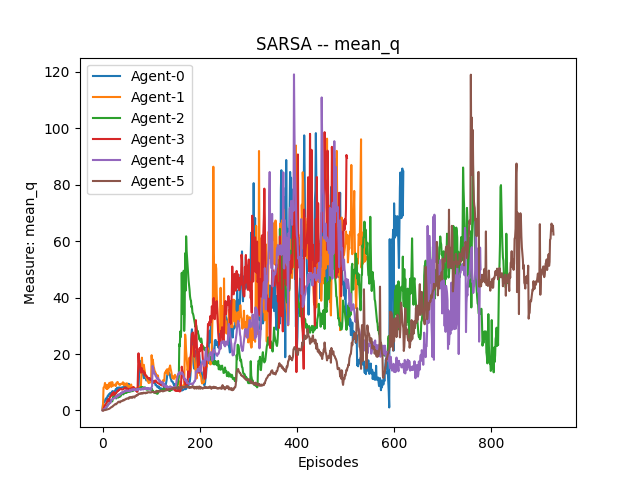 SARSA -- mean_q
Measure: mean_q
120
100
80
60
40
20
0
Agent-0
Agent-1
Agent-2
Agent-3
Agent-4
Agent-5
0 200 400 600 800
Episodes